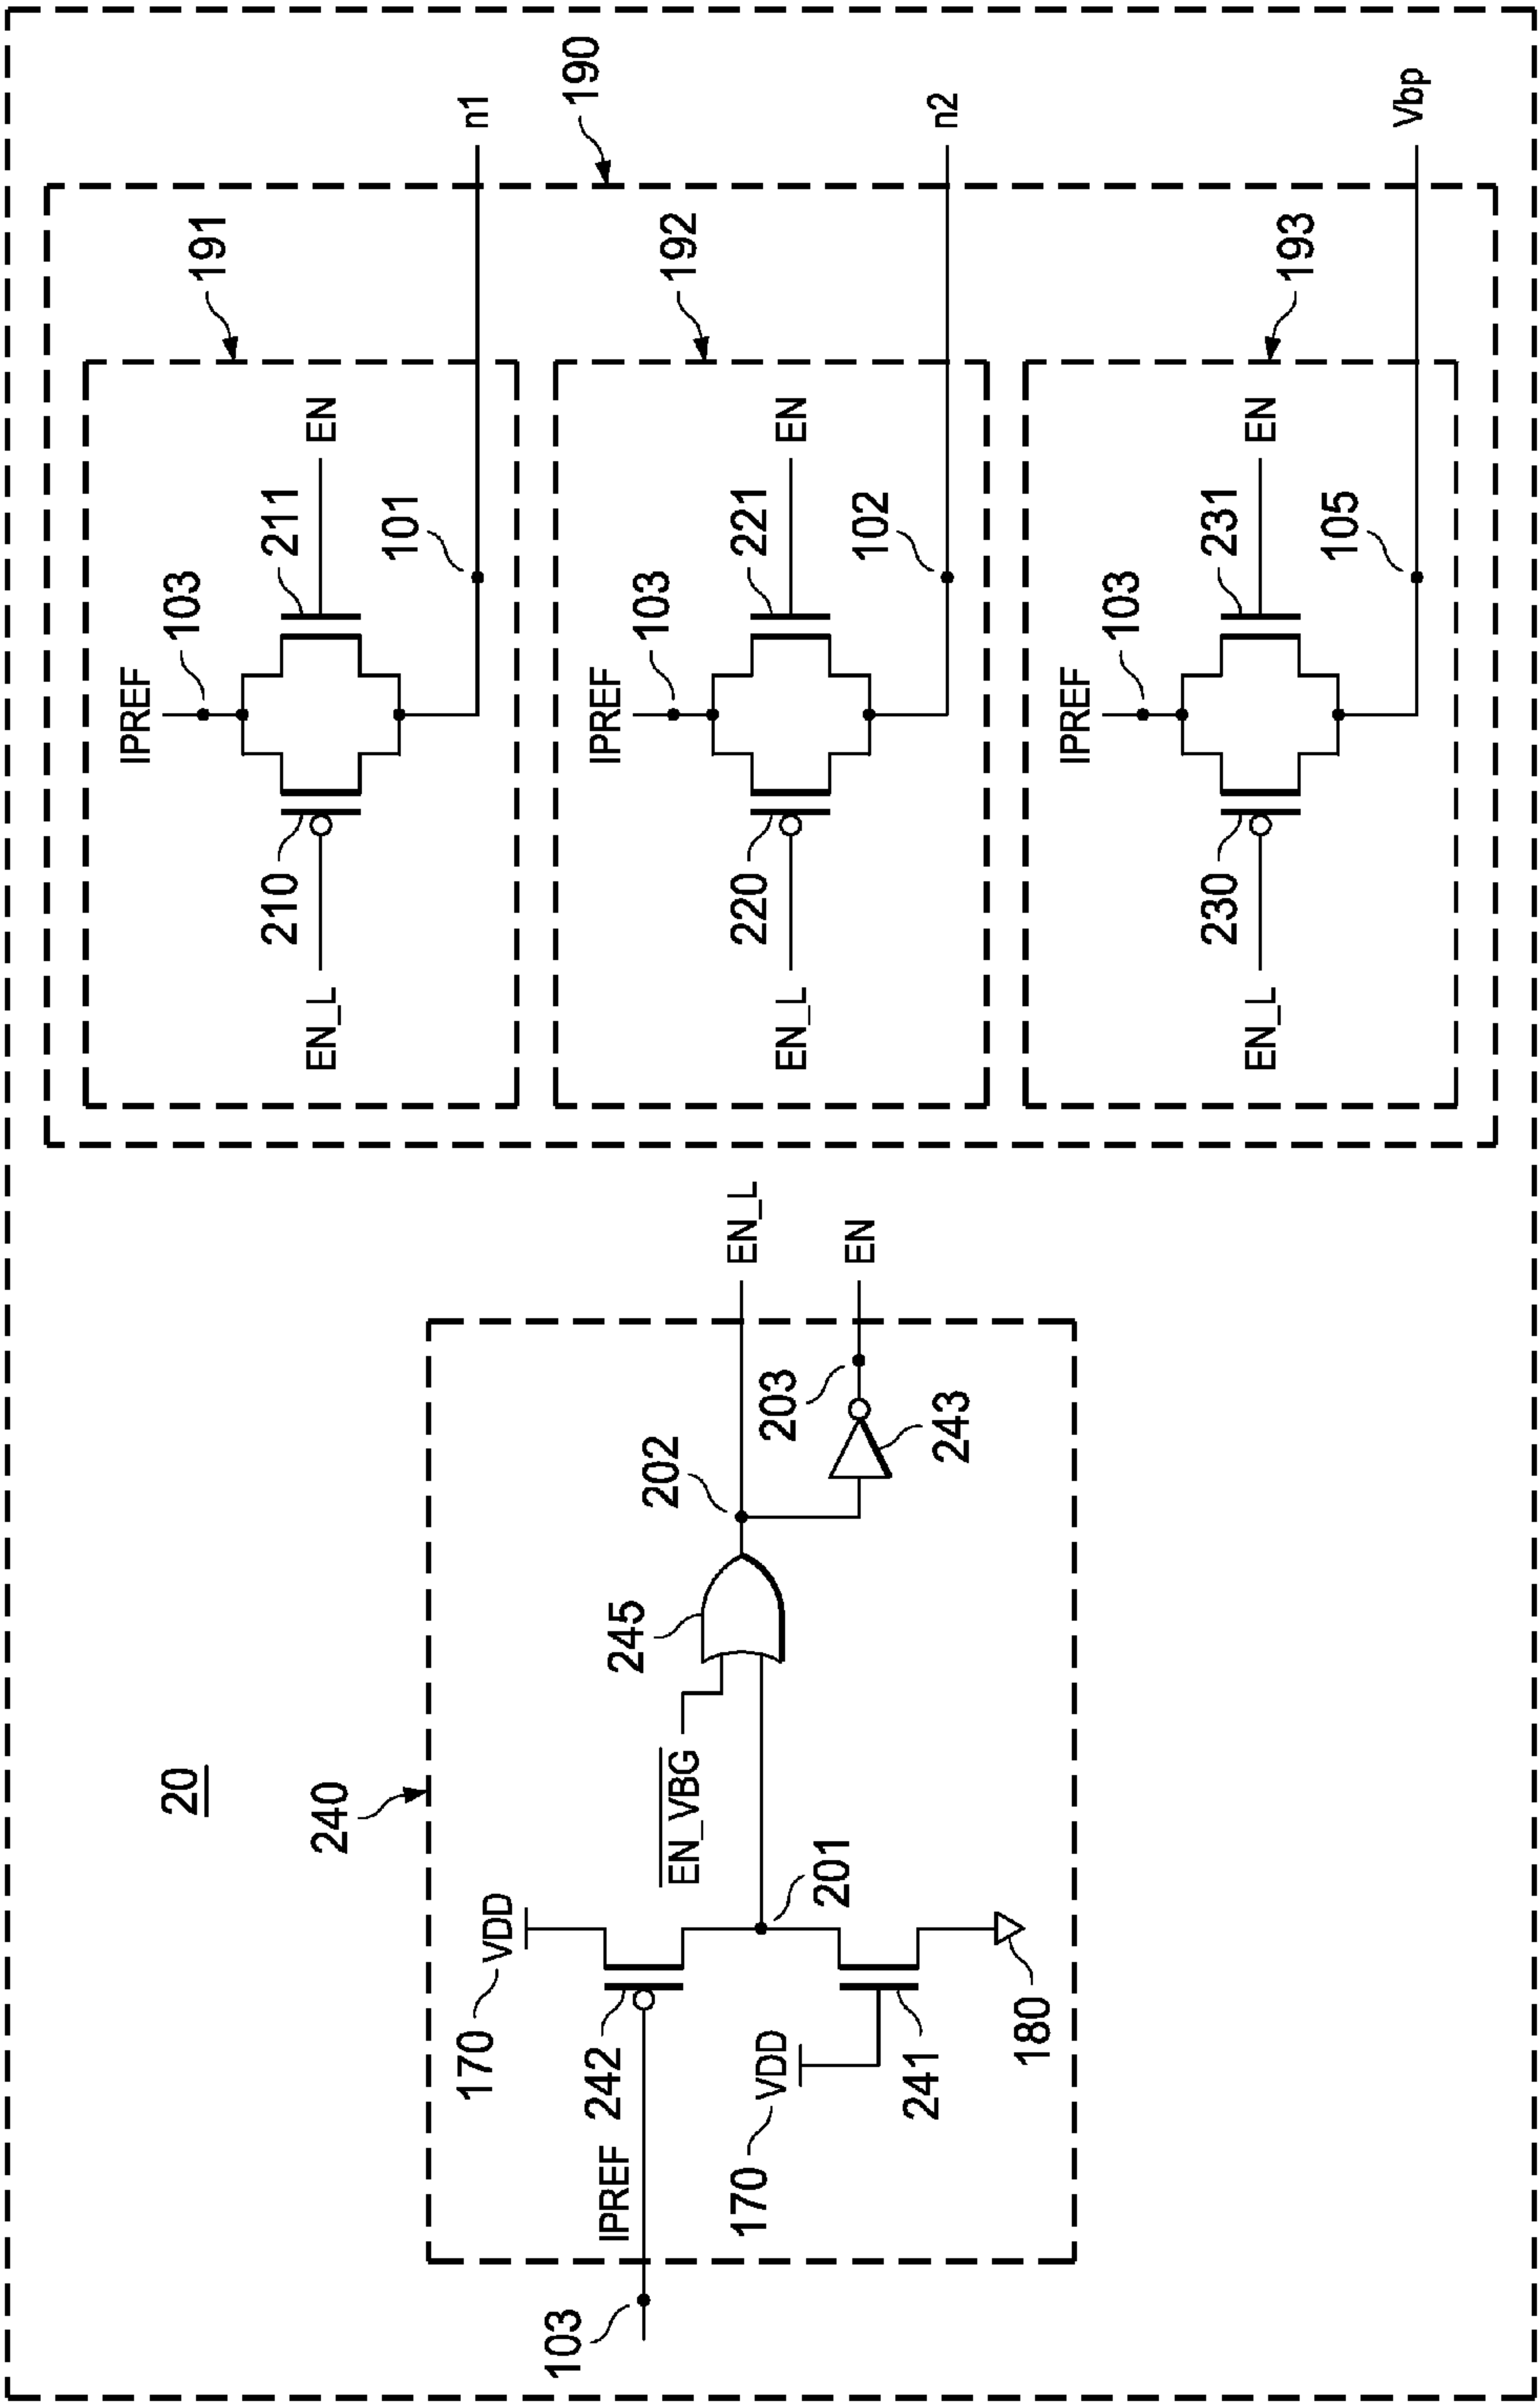 20
240
170
VDD
242
IPREF
103
170
VDD
241
180
201
EN_VBG
245
202
EN_L
203
EN
243
190
191
IPREF
103
210
211
EN_L
EN
101
n1
192
IPREF
103
220
221
EN_L
EN
102
n2
193
IPREF
103
230
231
EN_L
EN
105
Vbp